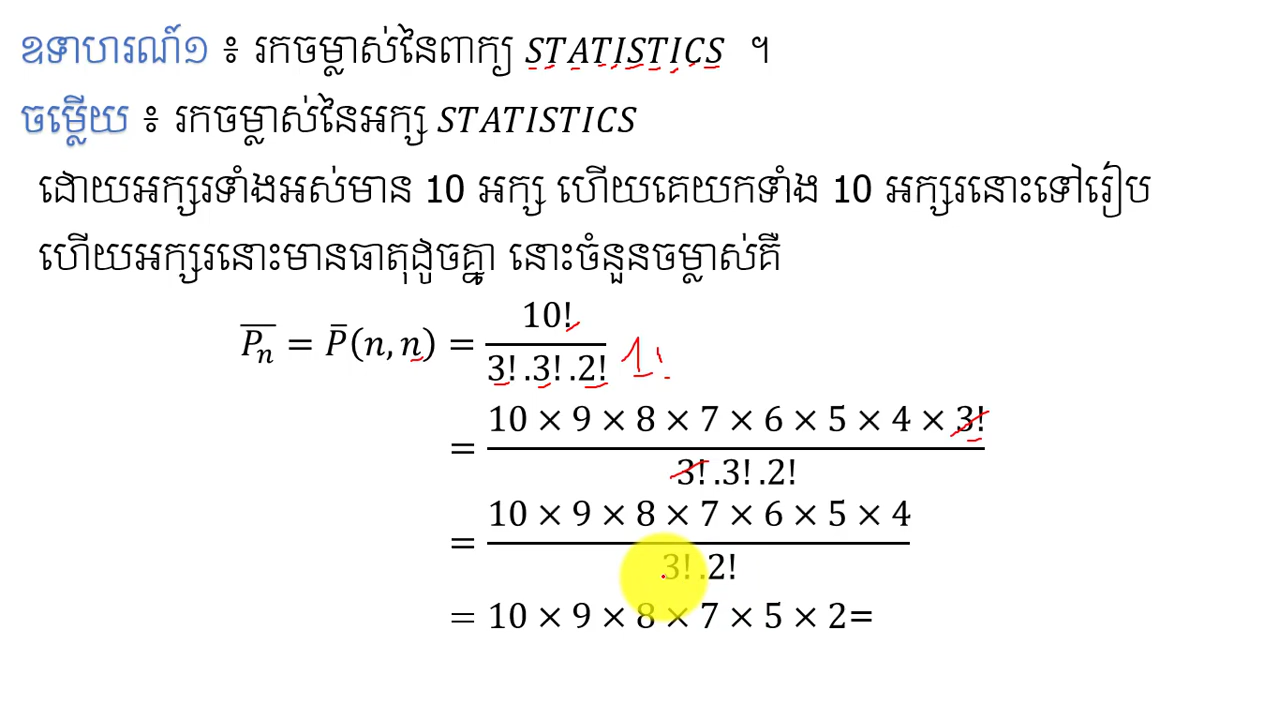 ឧទាហរណ៍១ ៖ រកចម្លាស់នៃពាក្យ STATISTICS ។
ចម្លើយ ៖ រកចម្លាស់នៃអក្ស STATISTICS
ដោយអក្សរទាំងអស់មាន 10 អក្ស ហើយគេយកទាំង 10 អក្សរនោះទៅរៀប
ហើយអក្សរនោះមានធាតុដូចគ្នា នោះចំនួនចម្លាស់គឺ
\overline{P_n} = \bar{P}(n, n) = \frac{10!}{3!.3!.2!} 1!
= \frac{10 × 9 × 8 × 7 × 6 × 5 × 4 × 3!}{3!.3!.2!}
= \frac{10 × 9 × 8 × 7 × 6 × 5 × 4}{3!.2!}
= 10 × 9 × 8 × 7 × 5 × 2=